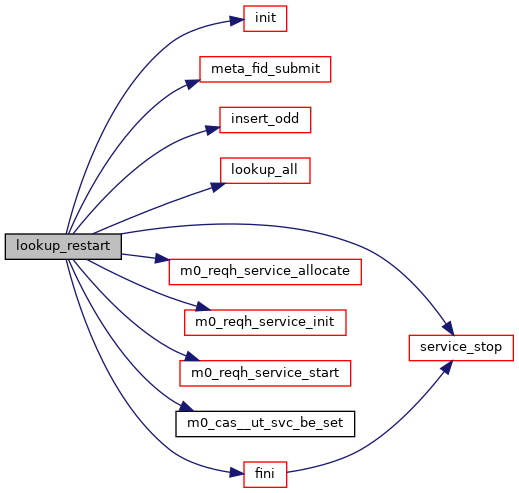 init
meta_fid_submit
insert_odd
lookup_all
lookup_restart
m0_reqh_service_allocate
m0_reqh_service_init
service_stop
m0_reqh_service_start
m0_cas__ut_svc_be_set
fini